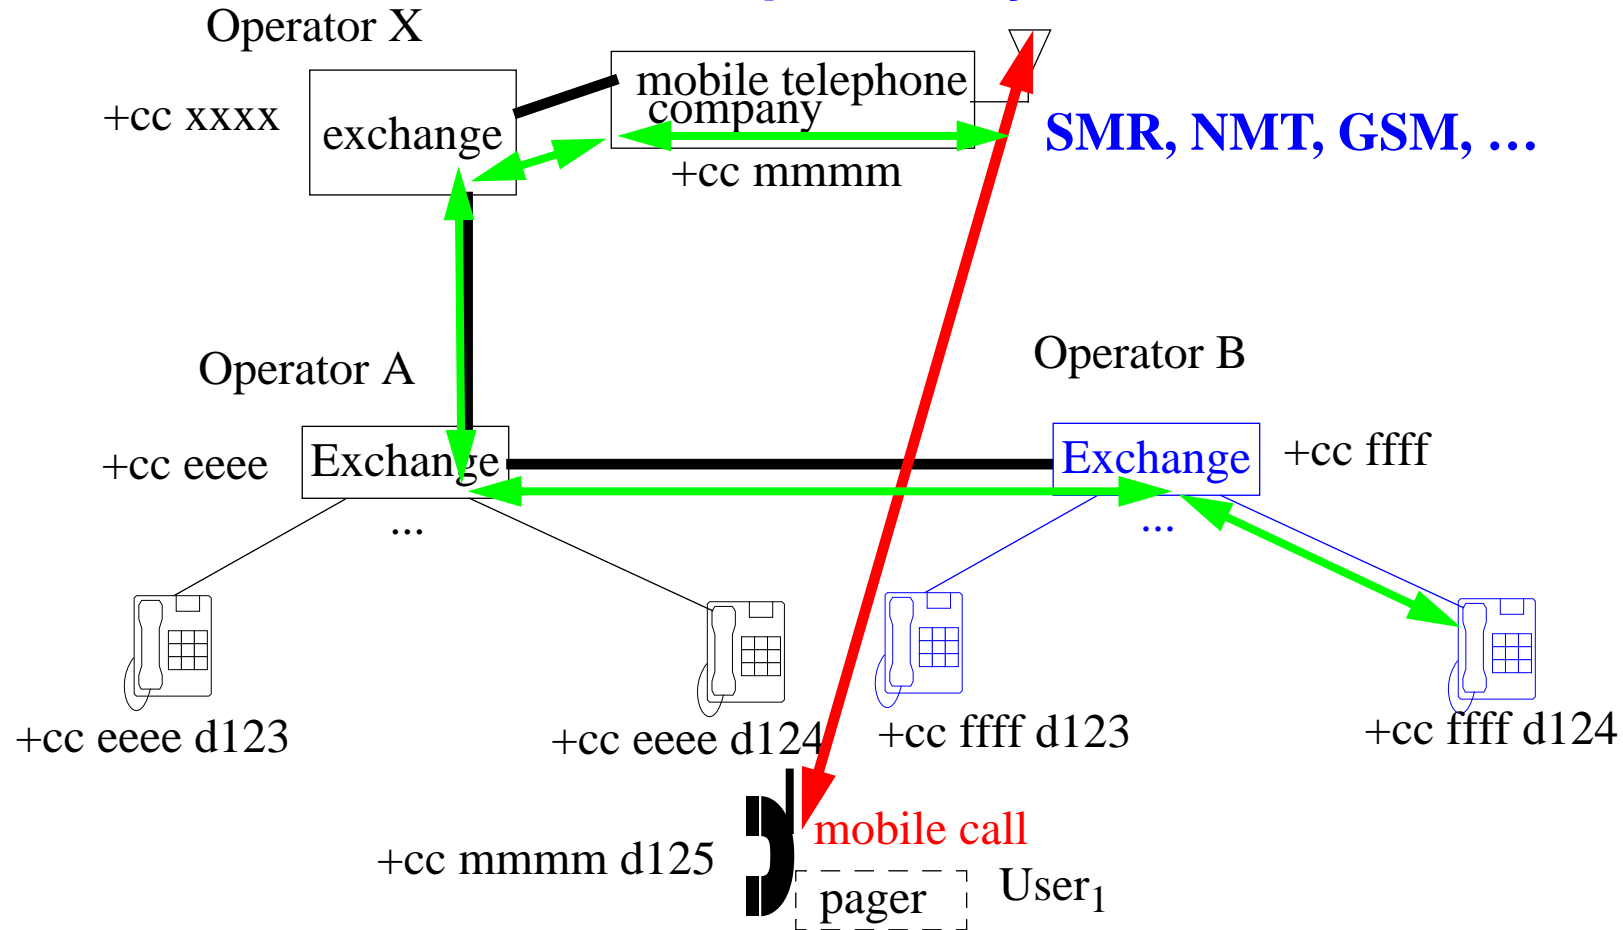 Operator X
mobile telephone
company
+cc xxxx
exchange
SMR, NMT, GSM, …
+cc mmmm
Operator A
Operator B
+cc eeee
Exchange
Exchange
+cc ffff
...
...
+cc eeee d123
+cc eeee d124
+cc ffff d123
+cc ffff d124
mobile call
+cc mmmm d125
pager
User1